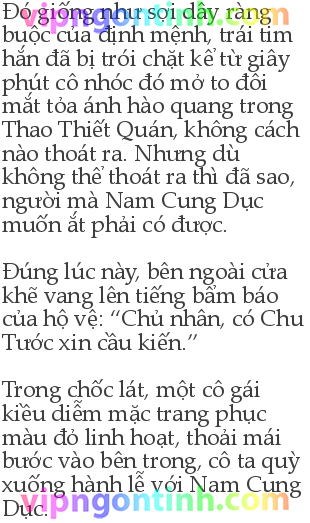 Đó giống như sợi dây ràng
buộc của định mệnh, trái tim
hắn đã bị trói chặt kể từ giây
phút cô nhóc đó mở to đôi
mắt tỏa ánh hào quang trong
Thao Thiết Quán, không cách
nào thoát ra. Nhưng dù
không thể thoát ra thì đã sao,
người mà Nam Cung Dục
muốn ắt phải có được.
Đúng lúc này, bên ngoài cửa
khẽ vang lên tiếng bẩm báo
của hộ vệ: “Chủ nhân, có Chu
Tước xin cầu kiến.”
Trong chốc lát, một cô gái
kiều diễm mặc trang phục
màu đỏ linh hoạt, thoải mái
bước vào bên trong, cô ta quỳ
xuống hành lễ với Nam Cung
Dục.
vipngontinh.com
vipngontinh.com